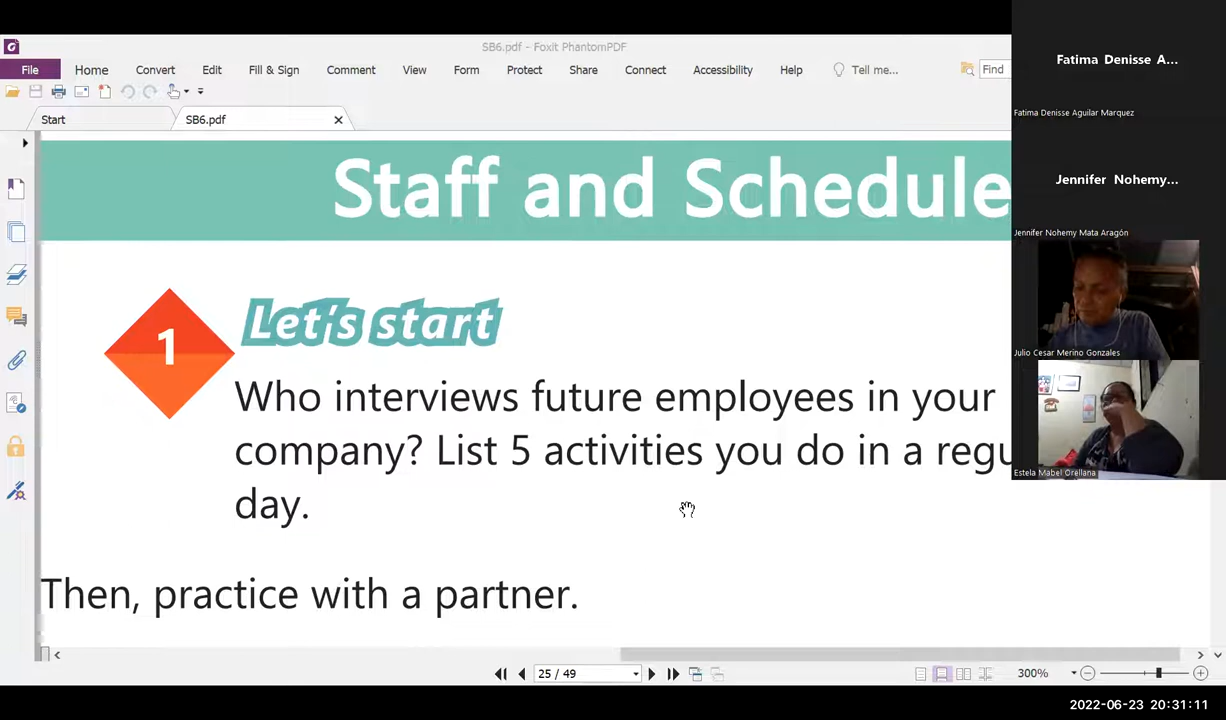 SB6.pdf - Foxit PhantomPDF
File Home Convert Edit Fill & Sign Comment View Form Protect Share Connect Accessibility Help Tell me... Find
Start SB6.pdf
Staff and Schedule
1
Let's start
Who interviews future employees in your
company? List 5 activities you do in a regu
day.
Then, practice with a partner.
25 / 49
300%
Fatima Denisse A...
Fatima Denisse Aguilar Marquez
Jennifer Nohemy...
Jennifer Nohemy Mata Aragón
Julio Cesar Merino Gonzales
Estela Mabel Orellana
2022-06-23 20:31:11